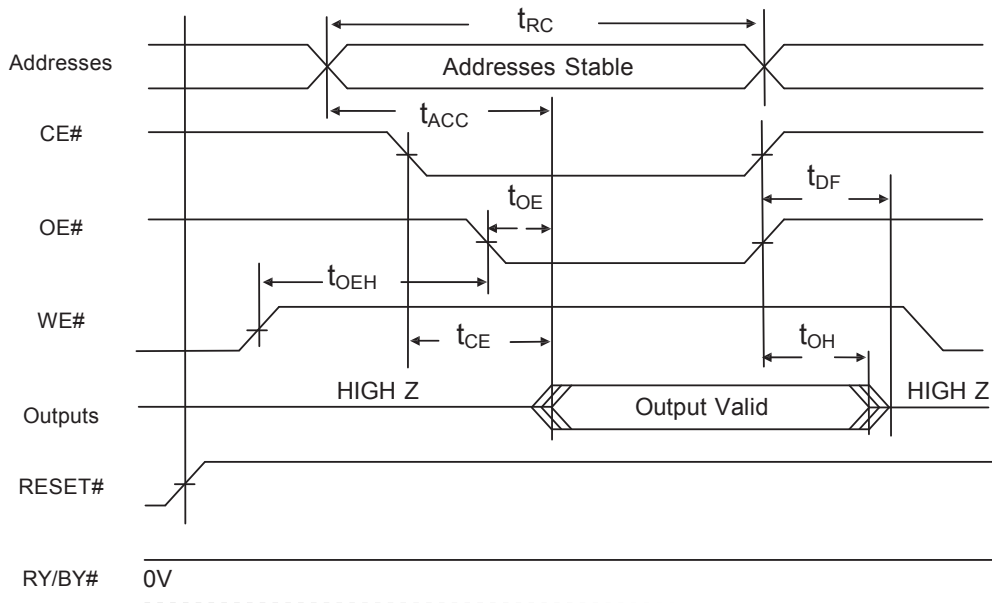 tRC
Addresses
Addresses Stable
tACC
CE#
tOE
tDF
OE#
tOEH
WE#
tCE
tOH
HIGH Z
Output Valid
HIGH Z
Outputs
RESET#
RY/BY#
0V